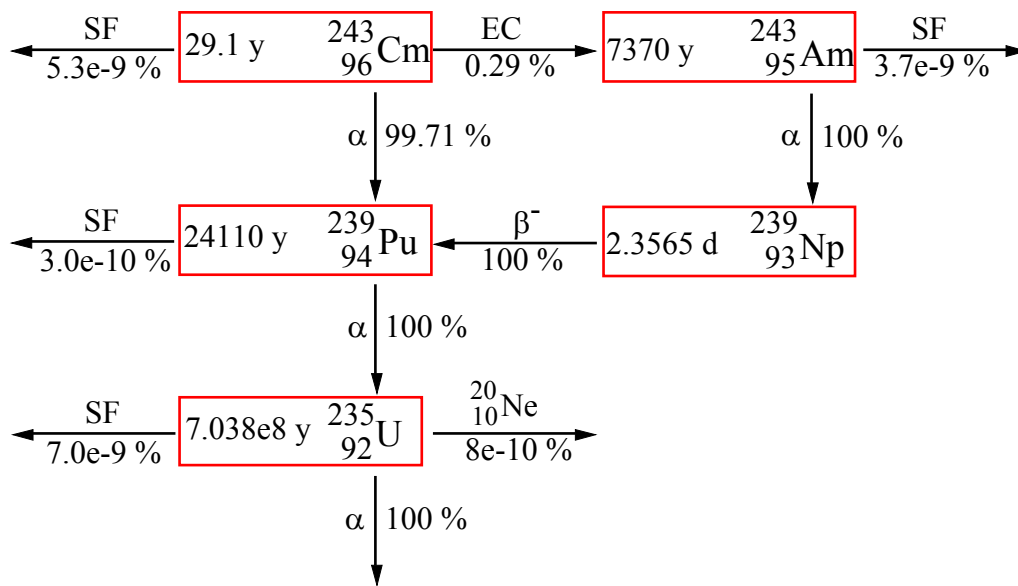 SF
5.3e-9 %
29.1 y 243 96 Cm
EC
0.29 %
7370 y 243 95 Am
SF
3.7e-9 %
α 99.71 %
α 100 %
SF
3.0e-10 %
24110 y 239 94 Pu
β-
100 %
2.3565 d 239 93 Np
α 100 %
SF
7.0e-9 %
7.038e8 y 235 92 U
20 10 Ne
8e-10 %
α 100 %